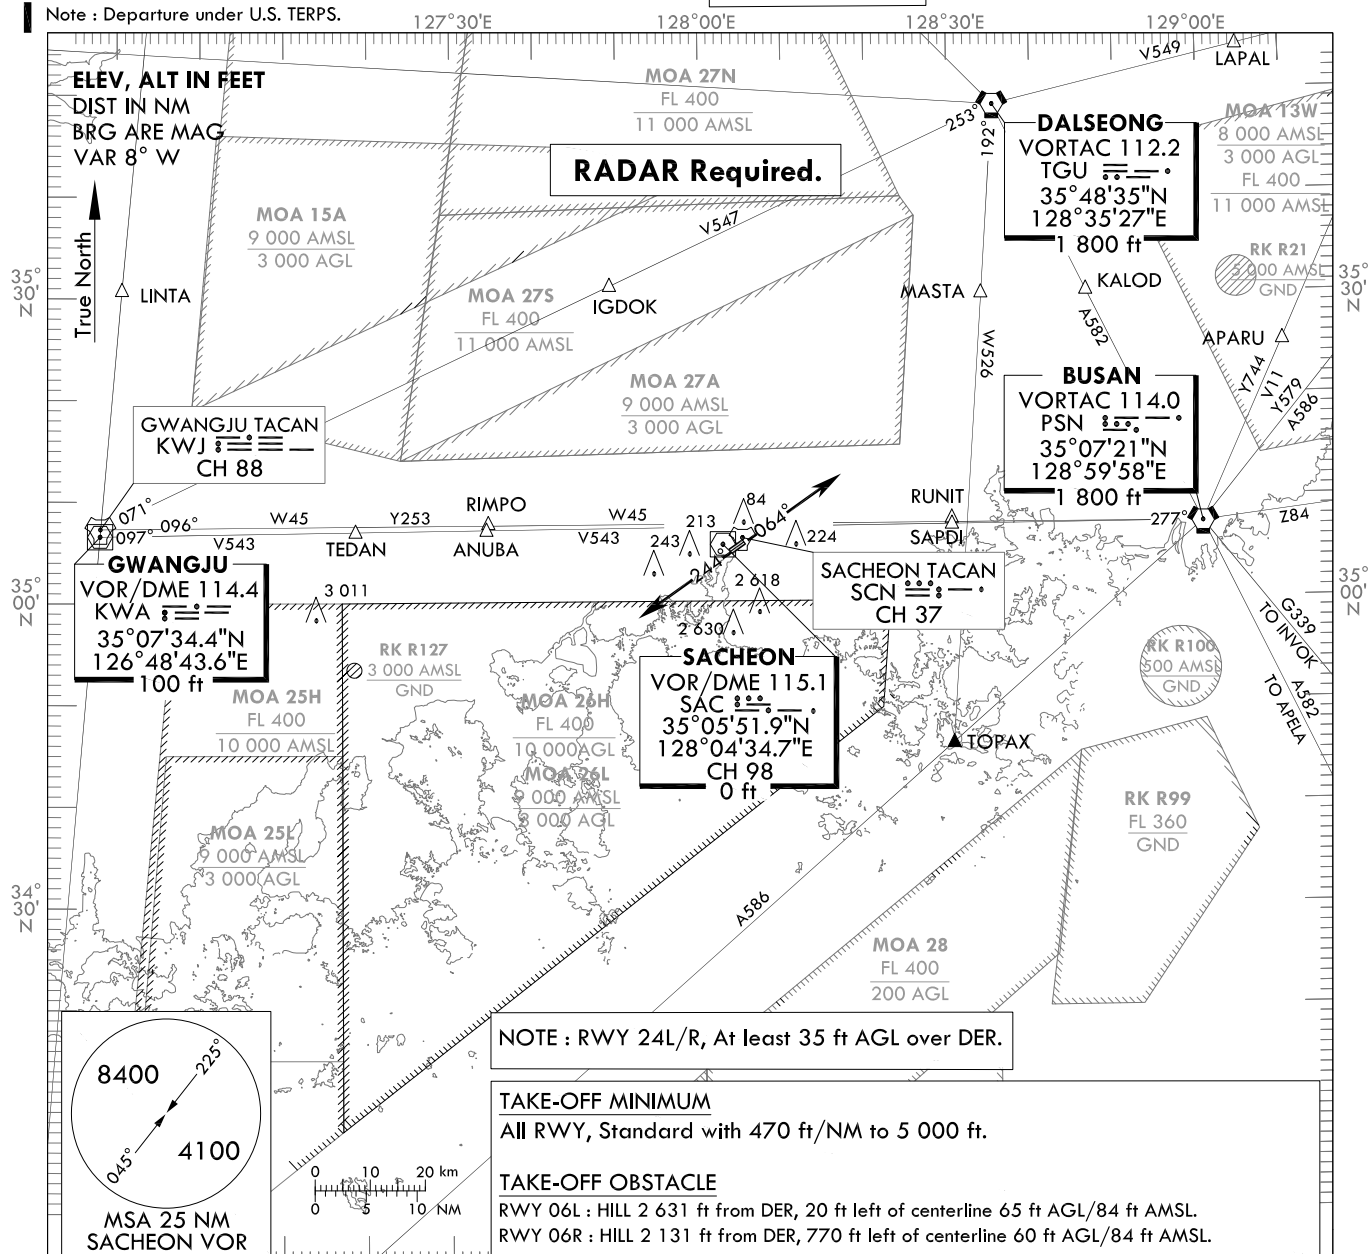 Note : Departure under U.S. TERPS.
127°30'E
128°00'E
128°30'E
129°00'E
ELEV, ALT IN FEET
DIST IN NM
BRG ARE MAG
VAR 8° W
True North
MOA 27N
FL 400
11 000 AMSL
RADAR Required.
V549
LAPAL
253°
192°
DALSEONG
VORTAC 112.2
TGU
35°48'35"N
128°35'27"E
1 800 ft
MOA 13W
8 000 AMSL
3 000 AGL
FL 400
11 000 AMSL
MOA 15A
9 000 AMSL
3 000 AGL
V547
RK R21
5 000 AMSL
GND
35°
30'
N
LINTA
MOA 27S
FL 400
11 000 AMSL
IGDOK
MASTA
KALOD
35°
30'
N
A582
W526
APARU
Y744
V11
Y579
A586
MOA 27A
9 000 AMSL
3 000 AGL
BUSAN
VORTAC 114.0
PSN
35°07'21"N
128°59'58"E
1 800 ft
GWANGJU TACAN
KWJ
CH 88
071°
097°
096°
W45
Y253
RIMPO
W45
V543
TEDAN
ANUBA
V543
213
84
243
064°
224
244°
RUNIT
SAPDI
277°
Z84
GWANGJU
VOR/DME 114.4
KWA
35°07'34.4"N
126°48'43.6"E
100 ft
3 011
2 618
2 630
SACHEON TACAN
SCN
CH 37
35°
00'
N
35°
00'
N
G339
TO INVOK
A582
TO APELA
RK R127
3 000 AMSL
GND
RK R100
500 AMSL
GND
MOA 25H
FL 400
10 000 AMSL
MOA 26H
FL 400
10 000AGL
MOA 26L
9 000 AMSL
3 000 AGL
SACHEON
VOR/DME 115.1
SAC
35°05'51.9"N
128°04'34.7"E
CH 98
0 ft
TOPAX
RK R99
FL 360
GND
MOA 25L
9 000 AMSL
3 000 AGL
34°
30'
N
A586
MOA 28
FL 400
200 AGL
8400
225°
4100
045°
MSA 25 NM
SACHEON VOR
0 10 20 km
0 5 10 NM
NOTE : RWY 24L/R, At least 35 ft AGL over DER.
TAKE-OFF MINIMUM
All RWY, Standard with 470 ft/NM to 5 000 ft.
TAKE-OFF OBSTACLE
RWY 06L : HILL 2 631 ft from DER, 20 ft left of centerline 65 ft AGL/84 ft AMSL.
RWY 06R : HILL 2 131 ft from DER, 770 ft left of centerline 60 ft AGL/84 ft AMSL.